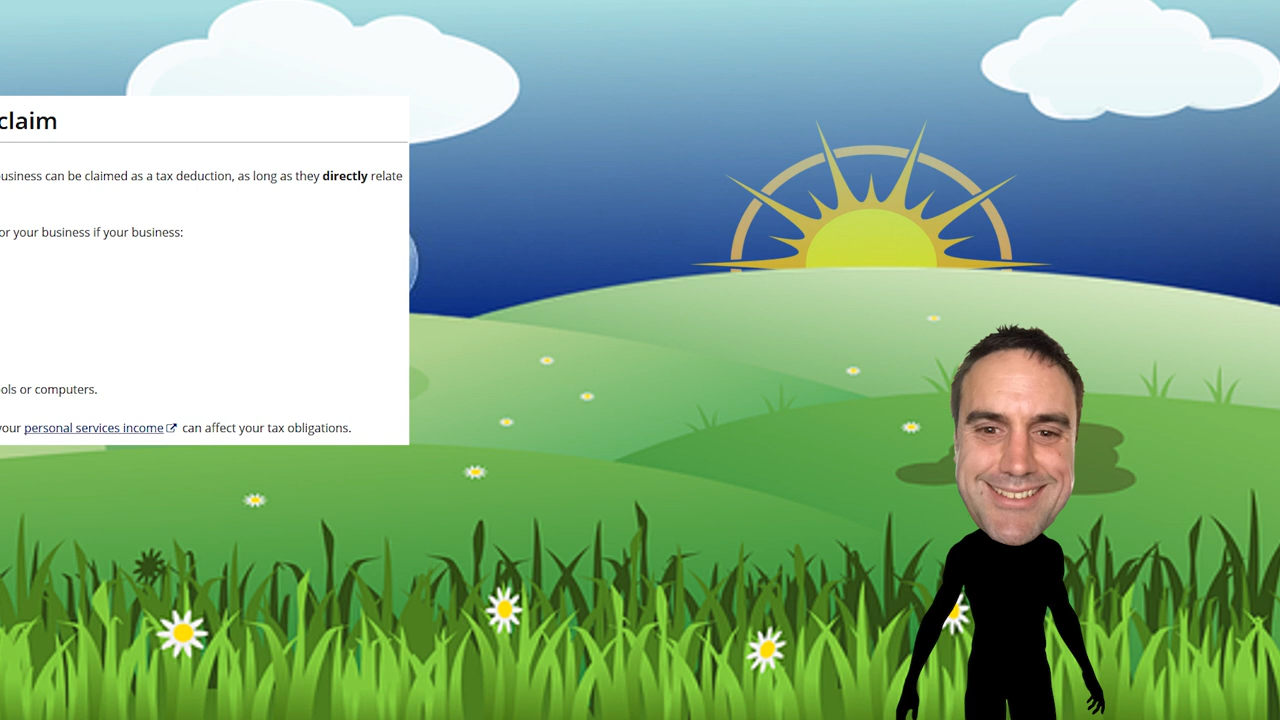 claim
usiness can be claimed as a tax deduction, as long as they directly relate
or your business if your business:
ols or computers.
your personal services income can affect your tax obligations.